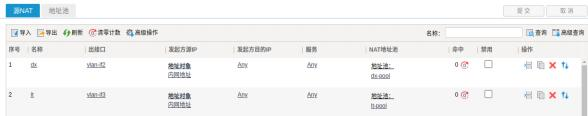 源NAT 地址池
提 交 取 消
导入 导出 刷新 清零计数 高级操作 名称: 查询 高级查询
序号 名称 出接口 发起方源IP 发起方目的IP 服务 NAT地址池 命中 禁用 操作
1 dx vlan-if2 地址对象 Any Any 地址池: 0
内网地址 dx-pool
2 lt vlan-if3 地址对象 Any Any 地址池: 0
内网地址 lt-pool